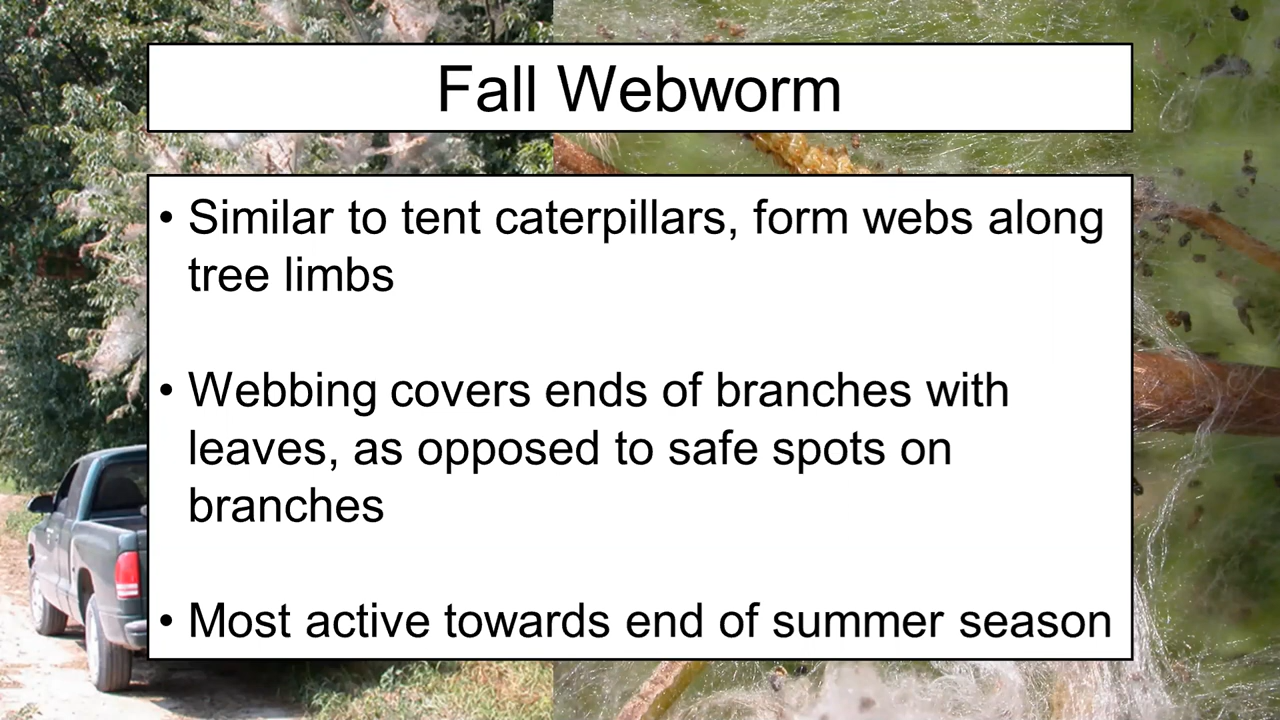 Fall Webworm
• Similar to tent caterpillars, form webs along
tree limbs
• Webbing covers ends of branches with
leaves, as opposed to safe spots on
branches
• Most active towards end of summer season